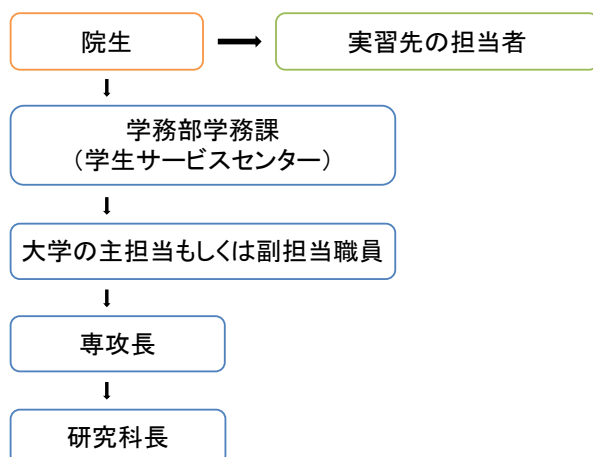 院生
実習先の担当者
学務部学務課
（学生サービスセンター）
大学の主担当もしくは副担当職員
専攻長
研究科長